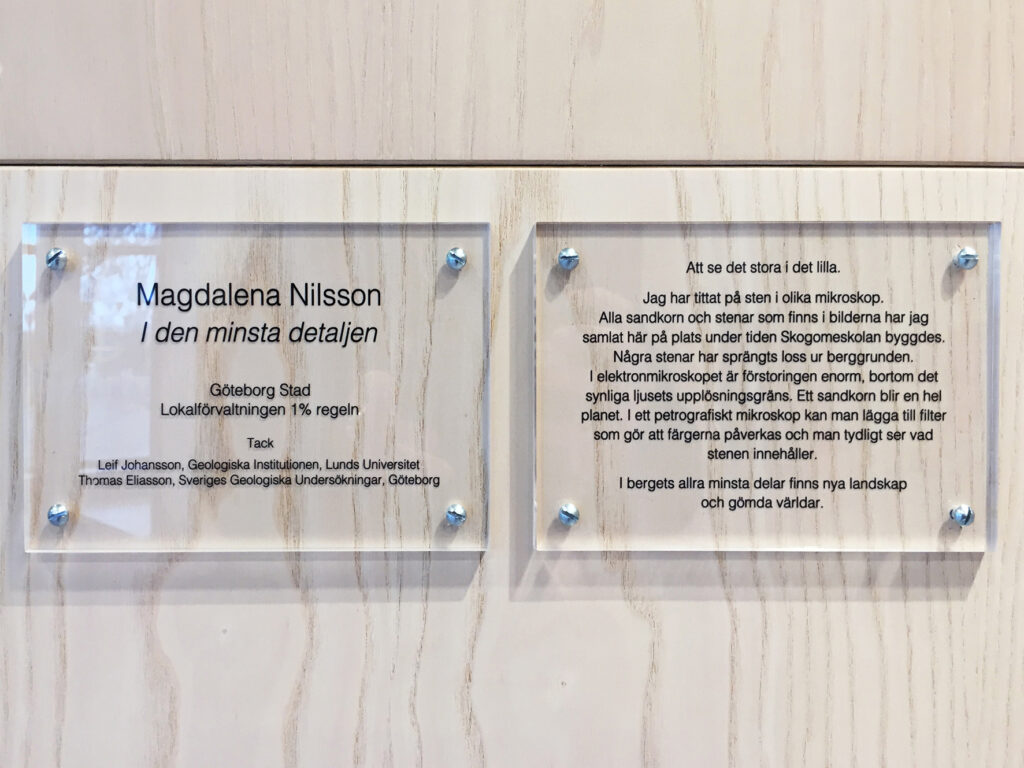 Magdalena Nilsson
I den minsta detaljen
Göteborg Stad
Lokalförvaltningen 1% regeln
Tack
Leif Johansson, Geologiska Institutionen, Lunds Universitet
Thomas Eliasson, Sveriges Geologiska Undersökningar, Göteborg
Att se det stora i det lilla.
Jag har tittat på sten i olika mikroskop.
Alla sandkorn och stenar som finns i bilderna har jag
samlat här på plats under tiden Skogomeskolan byggdes.
Några stenar har sprängts loss ur berggrunden.
I elektronmikroskopet är förstoringen enorm, bortom det
synliga ljusets upplösningsgräns. Ett sandkorn blir en hel
planet. I ett petrografiskt mikroskop kan man lägga till filter
som gör att färgerna påverkas och man tydligt ser vad
stenen innehåller.
I bergets allra minsta delar finns nya landskap
och gömda världar.